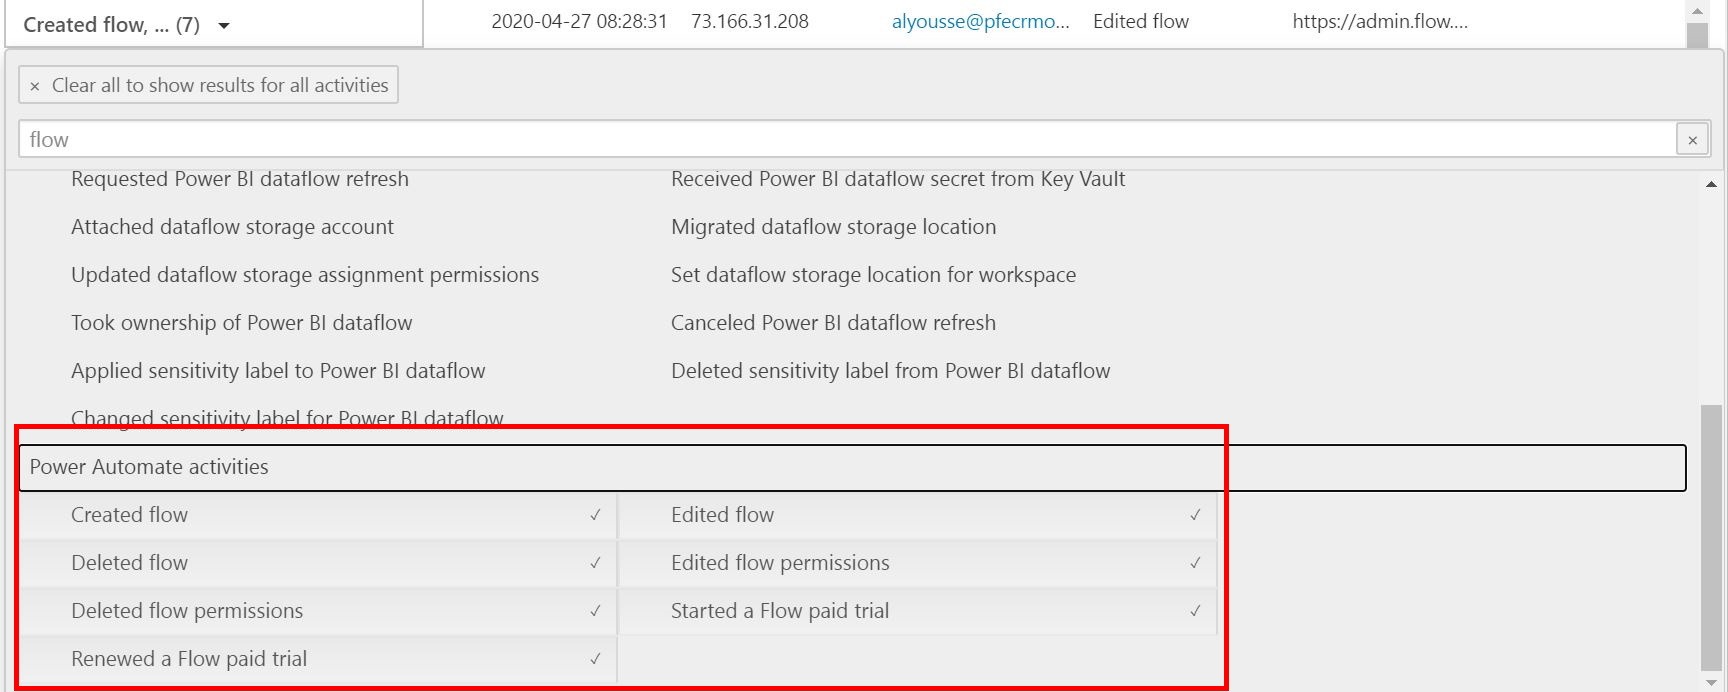 Created flow, ... (7) 2020-04-27 08:28:31 73.166.31.208 alyousse@pfecrmo... Edited flow https://admin.flow....
× Clear all to show results for all activities
flow ×
Requested Power BI dataflow refresh Received Power BI dataflow secret from Key Vault
Attached dataflow storage account Migrated dataflow storage location
Updated dataflow storage assignment permissions Set dataflow storage location for workspace
Took ownership of Power BI dataflow Canceled Power BI dataflow refresh
Applied sensitivity label to Power BI dataflow Deleted sensitivity label from Power BI dataflow
Changed sensitivity label for Power BI dataflow
Power Automate activities
Created flow ✓ Edited flow ✓
Deleted flow ✓ Edited flow permissions ✓
Deleted flow permissions ✓ Started a Flow paid trial ✓
Renewed a Flow paid trial ✓